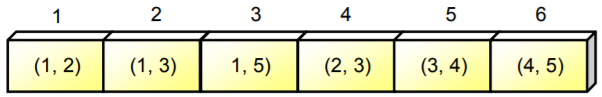 1 2 3 4 5 6
(1, 2) (1, 3) 1, 5) (2, 3) (3, 4) (4, 5)